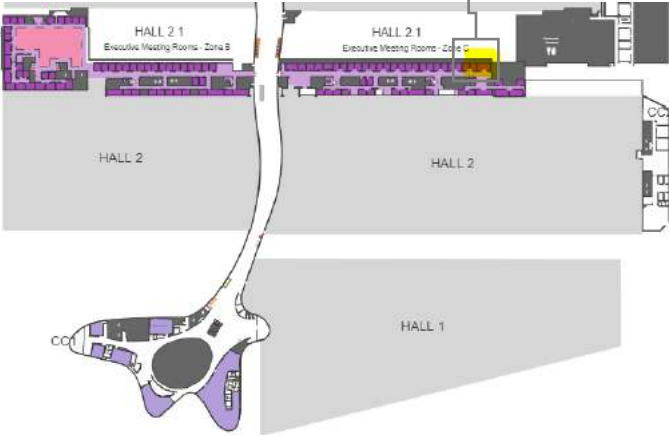 HALL 2.1
Executive Meeting Rooms - Zone B
HALL 2.1
Executive Meeting Rooms - Zone C
HALL 2
HALL 2
HALL 1
CC1